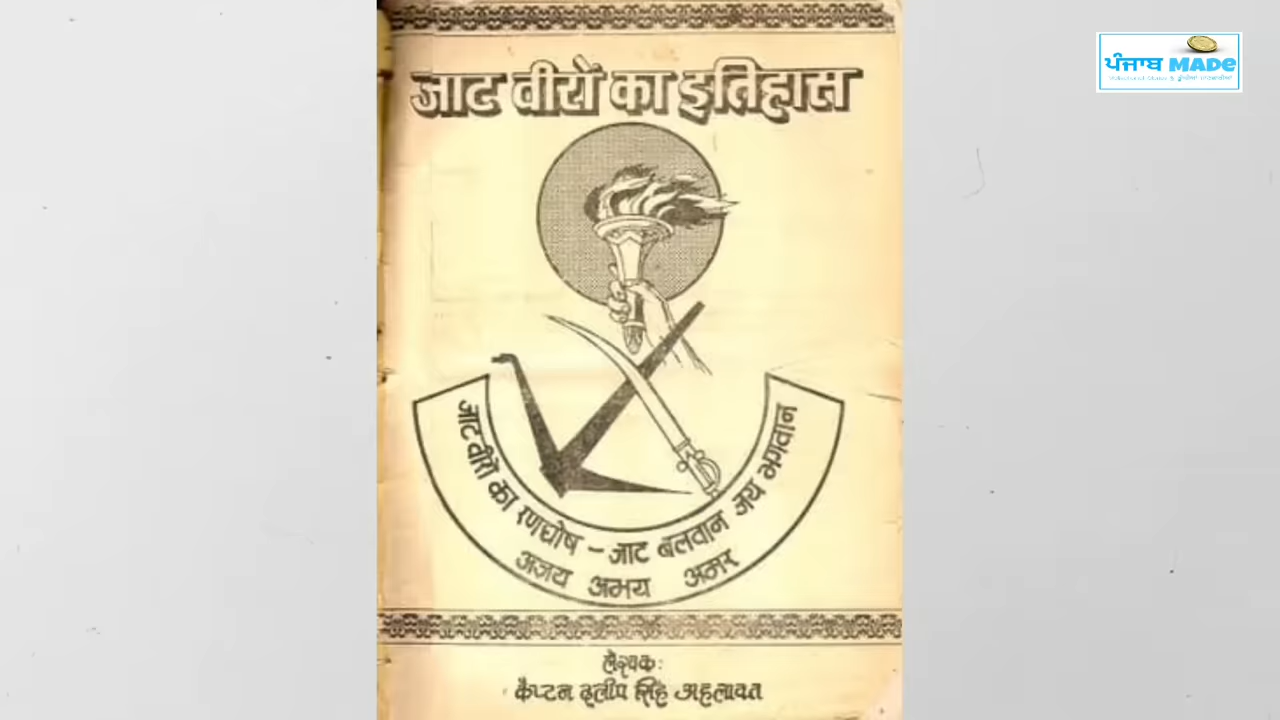 ਪੰਜਾਬ MADE
जाट वीरों का इतिहास
जाट वीरों का रणघोष – जाट बलवान जय भगवान
अजय अभय अमर
लेखक:
कैप्टन दलीप सिंह अहलावत